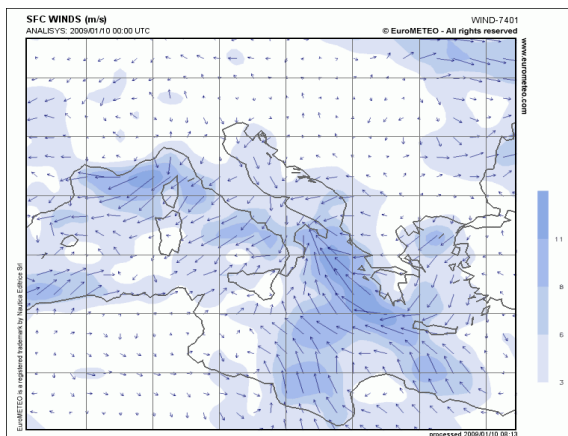 SFC WINDS (m/s)
WIND-7401
ANALISYS: 2009/01/10 00:00 UTC
© EuroMETEO - All rights reserved
www.eurometeo.com
EuroMETEO is a registered trademark by Nautica Editrice Srl
11
8
6
3
processed 2009/01/10 08:13